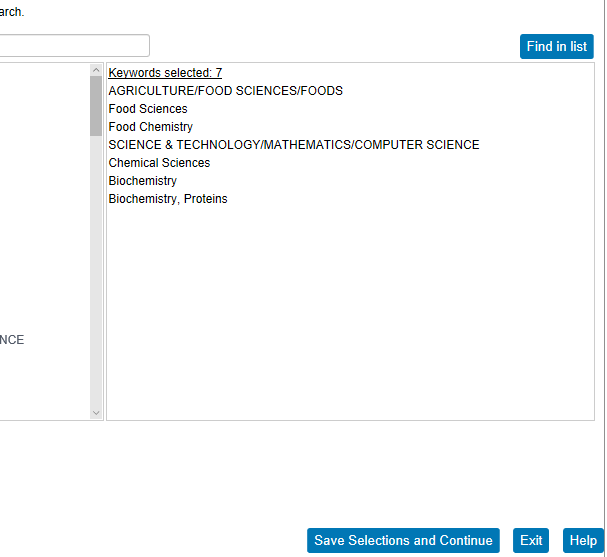 arch.
Find in list
Keywords selected: 7
AGRICULTURE/FOOD SCIENCES/FOODS
Food Sciences
Food Chemistry
SCIENCE & TECHNOLOGY/MATHEMATICS/COMPUTER SCIENCE
Chemical Sciences
Biochemistry
Biochemistry, Proteins
NCE
Save Selections and Continue
Exit
Help